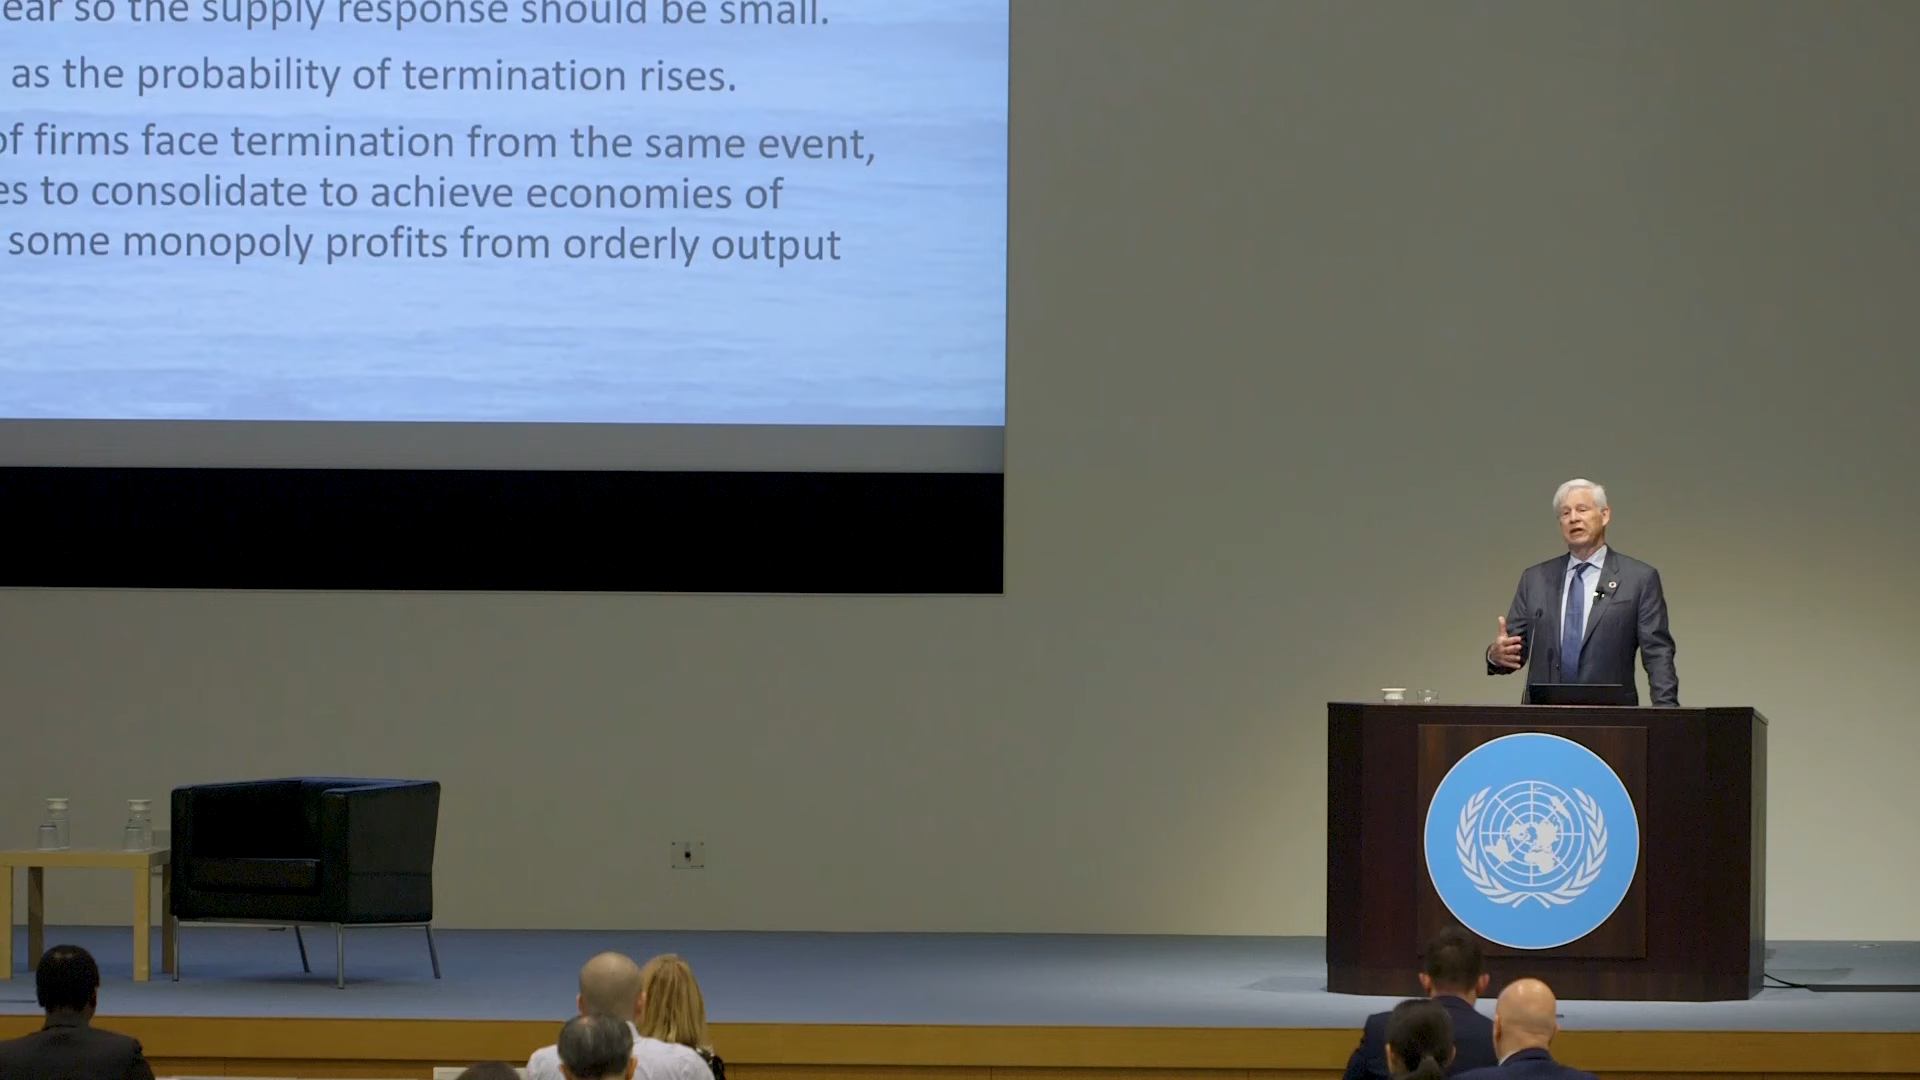 ear so the supply response should be small.
as the probability of termination rises.
of firms face termination from the same event,
es to consolidate to achieve economies of
some monopoly profits from orderly output